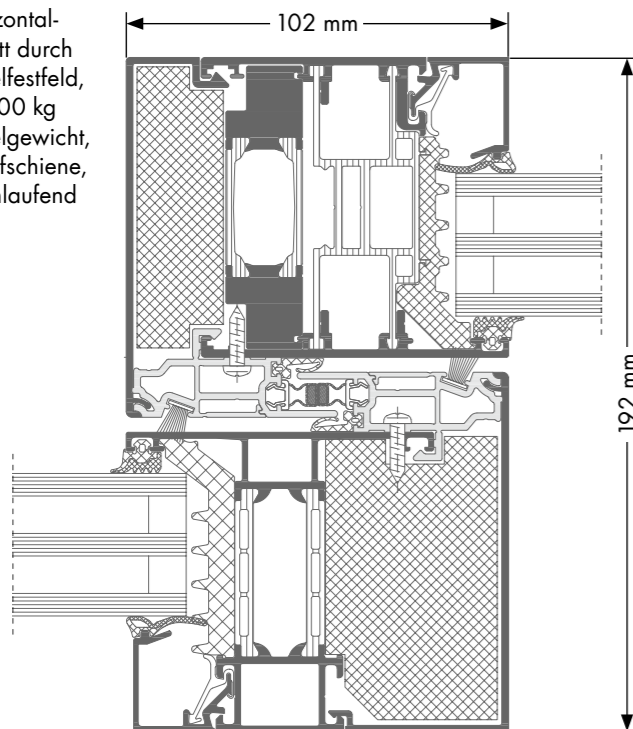 zontal-
tt durch
lfestfeld,
00 kg
lgewicht,
fschiene,
laufend
102 mm
192 mm